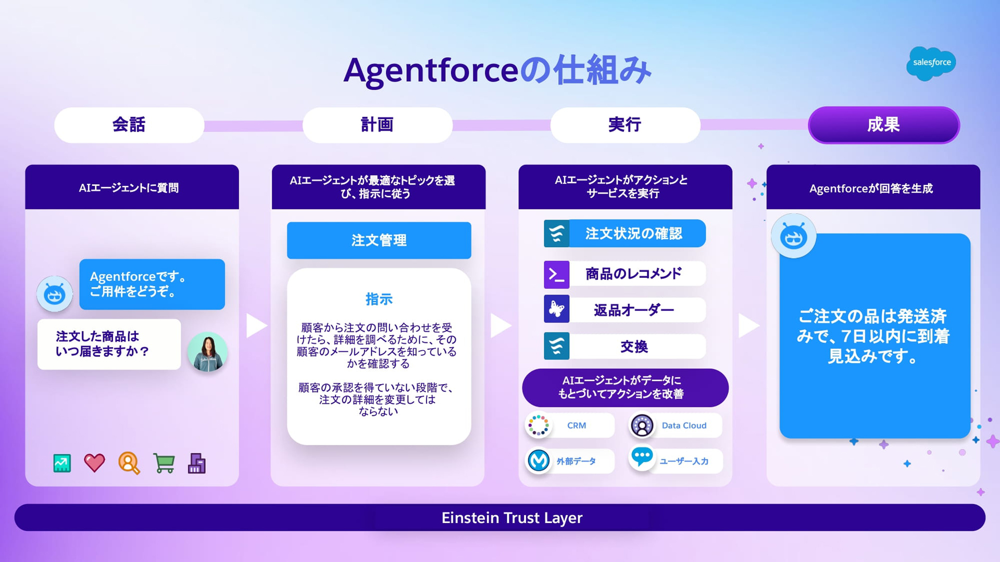 Agentforceの仕組み
salesforce
会話
計画
実行
成果
AIエージェントに質問
Agentforceです。
ご用件をどうぞ。
注文した商品は
いつ届きますか？
AIエージェントが最適なトピックを選
び、指示に従う
注文管理
指示
顧客から注文の問い合わせを受
けたら、詳細を調べるために、その
顧客のメールアドレスを知っている
かを確認する
顧客の承認を得ていない段階で、
注文の詳細を変更しては
ならない
AIエージェントがアクションと
サービスを実行
注文状況の確認
商品のレコメンド
返品オーダー
交換
AIエージェントがデータに
もとづいてアクションを改善
CRM
Data Cloud
外部データ
ユーザー入力
Agentforceが回答を生成
ご注文の品は発送済
みで、7日以内に到着
見込みです。
Einstein Trust Layer